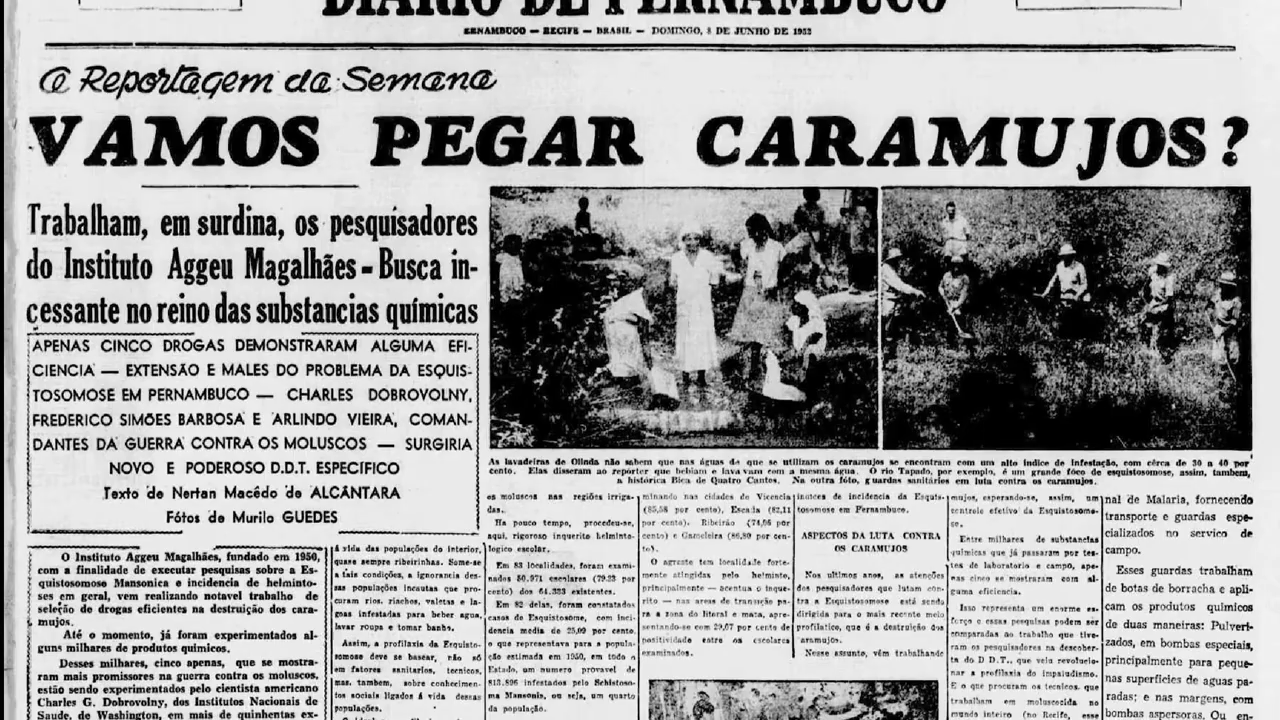 DIARIO DE PERNAMBUCO
PERNAMBUCO — RECIFE — BRASIL — DOMINGO, 8 DE JUNHO DE 1952
A Reportagem da Semana
VAMOS PEGAR CARAMUJOS?
Trabalham, em surdina, os pesquisadores
do Instituto Aggeu Magalhães - Busca in-
cessante no reino das substancias químicas
APENAS CINCO DROGAS DEMONSTRARAM ALGUMA EFI-
CIENCIA — EXTENSÃO E MALES DO PROBLEMA DA ESQUIS-
TOSOMOSE EM PERNAMBUCO — CHARLES DOBROVOLNY,
FREDERICO SIMÕES BARBOSA E ARLINDO VIEIRA, COMAN-
DANTES DA GUERRA CONTRA OS MOLUSCOS — SURGIRIA
NOVO E PODEROSO D.D.T. ESPECÍFICO
Texto de Nertan Macêdo de ALCÂNTARA
Fótos de Murilo GUEDES
As lavadeiras de Olinda não sabem que nas águas de que se utilizam os caramujos se encontram com um alto indice de infestação, com cêrca de 30 a 40 por
cento. Elas disseram ao repórter que bebiam e lavavam com a mesma água. O rio Tapado, por exemplo, é um grande fóco de esquistosomose, assim, tambem,
a histórica Bica de Quatro Cantos. Na outra fóto, guardas sanitários em luta contra os caramujos.
O Instituto Aggeu Magalhães, fundado em 1950,
com a finalidade de executar pesquisas sobre a Es-
quistosomose Mansonica e incidencia de helminto-
ses em geral, vem realizando notavel trabalho de
seleção de drogas eficientes na destruição dos cara-
mujos.
Até o momento, já foram experimentados al-
guns milhares de produtos quimicos.
Desses milhares, cinco apenas, que se mostra-
ram mais promissores na guerra contra os moluscos,
estão sendo experimentados pelo cientista americano
Charles G. Dobrovolny, dos Institutos Nacionais de
Saude, de Washington, em mais de quinhentas ex-
á vida das populações do interior,
quasi sempre ribeirinhas. Some-se
a tais condições, a ignorancia des-
sas populações incautas que pro-
curam rios, riachos, valetas e la-
gôas infestadas para beber agua,
lavar roupa e tomar banho.
Assim, a profilaxia da Esquisto-
somose deve se basear, não só
em fatores sanitarios, tecnicos,
mas, tambem, sobre conhecimen-
tos sociais ligados á vida dessas
populações.
os moluscos nas regiões irriga-
das.
Ha pouco tempo, procedeu-se,
aqui, rigoroso inquerito helminto-
logico escolar.
Em 83 localidades, foram exami-
nados 50.971 escolares (79.23 por
cento) dos 64.333 existentes.
Em 82 delas, foram constatados
casos de Esquistosomose, com inci-
dencia media de 25,09 por cento,
o que representava para a popula-
ção estimada em 1950, em todo o
Estado, um numero provavel de
813.896 infestados pelo Schistoso-
ma Mansonis, ou sejá, um quarto
da população.
minando nas cidades de Vicencia
(85,58 por cento), Escada (82,11
por cento). Ribeirão (74,06 por
cento) e Gameleira (66,80 por cen-
to).
O agreste tem localidade forte-
mente atingidas pelo helminto,
principalmente — acentua o inque-
rito — nas areas de transição pa-
ra a zona do literal e mata, apre-
sentando-se com 29,67 por cento de
positividade entre os escolares
examinados.
indices de incidencia da Esquis-
tosomose em Pernambuco.
ASPECTOS DA LUTA CONTRA
OS CARAMUJOS
Nos ultimos anos, as atenções
dos pesquisadores que lutam con-
tra a Esquistosomose está sendo
dirigida para o mais recente meio
profilatico, que é a destruição dos
caramujos.
Nesse assunto, vêm trabalhando
mujos, esperando-se, assim, um
controle efetivo da Esquistosomo-
se.
Entre milhares de substancias
químicas que já passaram por tes-
tes de laboratorio e campo, ape-
nas cinco se mostraram com al-
guma eficiencia.
Isso representa um enorme es-
forço e essas pesquisas podem ser
comparadas ao trabalho que tive-
ram os pesquisadores na descober-
ta do D.D.T., que veiu revolucio-
nar a profilaxia do impaludismo.
E o que procuram os tecnicos, que
trabalham em moluscocida no
mundo inteiro (no Recife, esse
nal de Malaria, fornecendo
transporte e guardas espe-
cializados no servico de
campo.
Esses guardas trabalham
de botas de borracha e apli-
cam os produtos quimicos
de duas maneiras: Pulveri-
zados, em bombas especiais,
principalmente para peque-
nas superfícies de aguas pa-
radas; e nas margens, com
bombas aspersoras. Ou en-